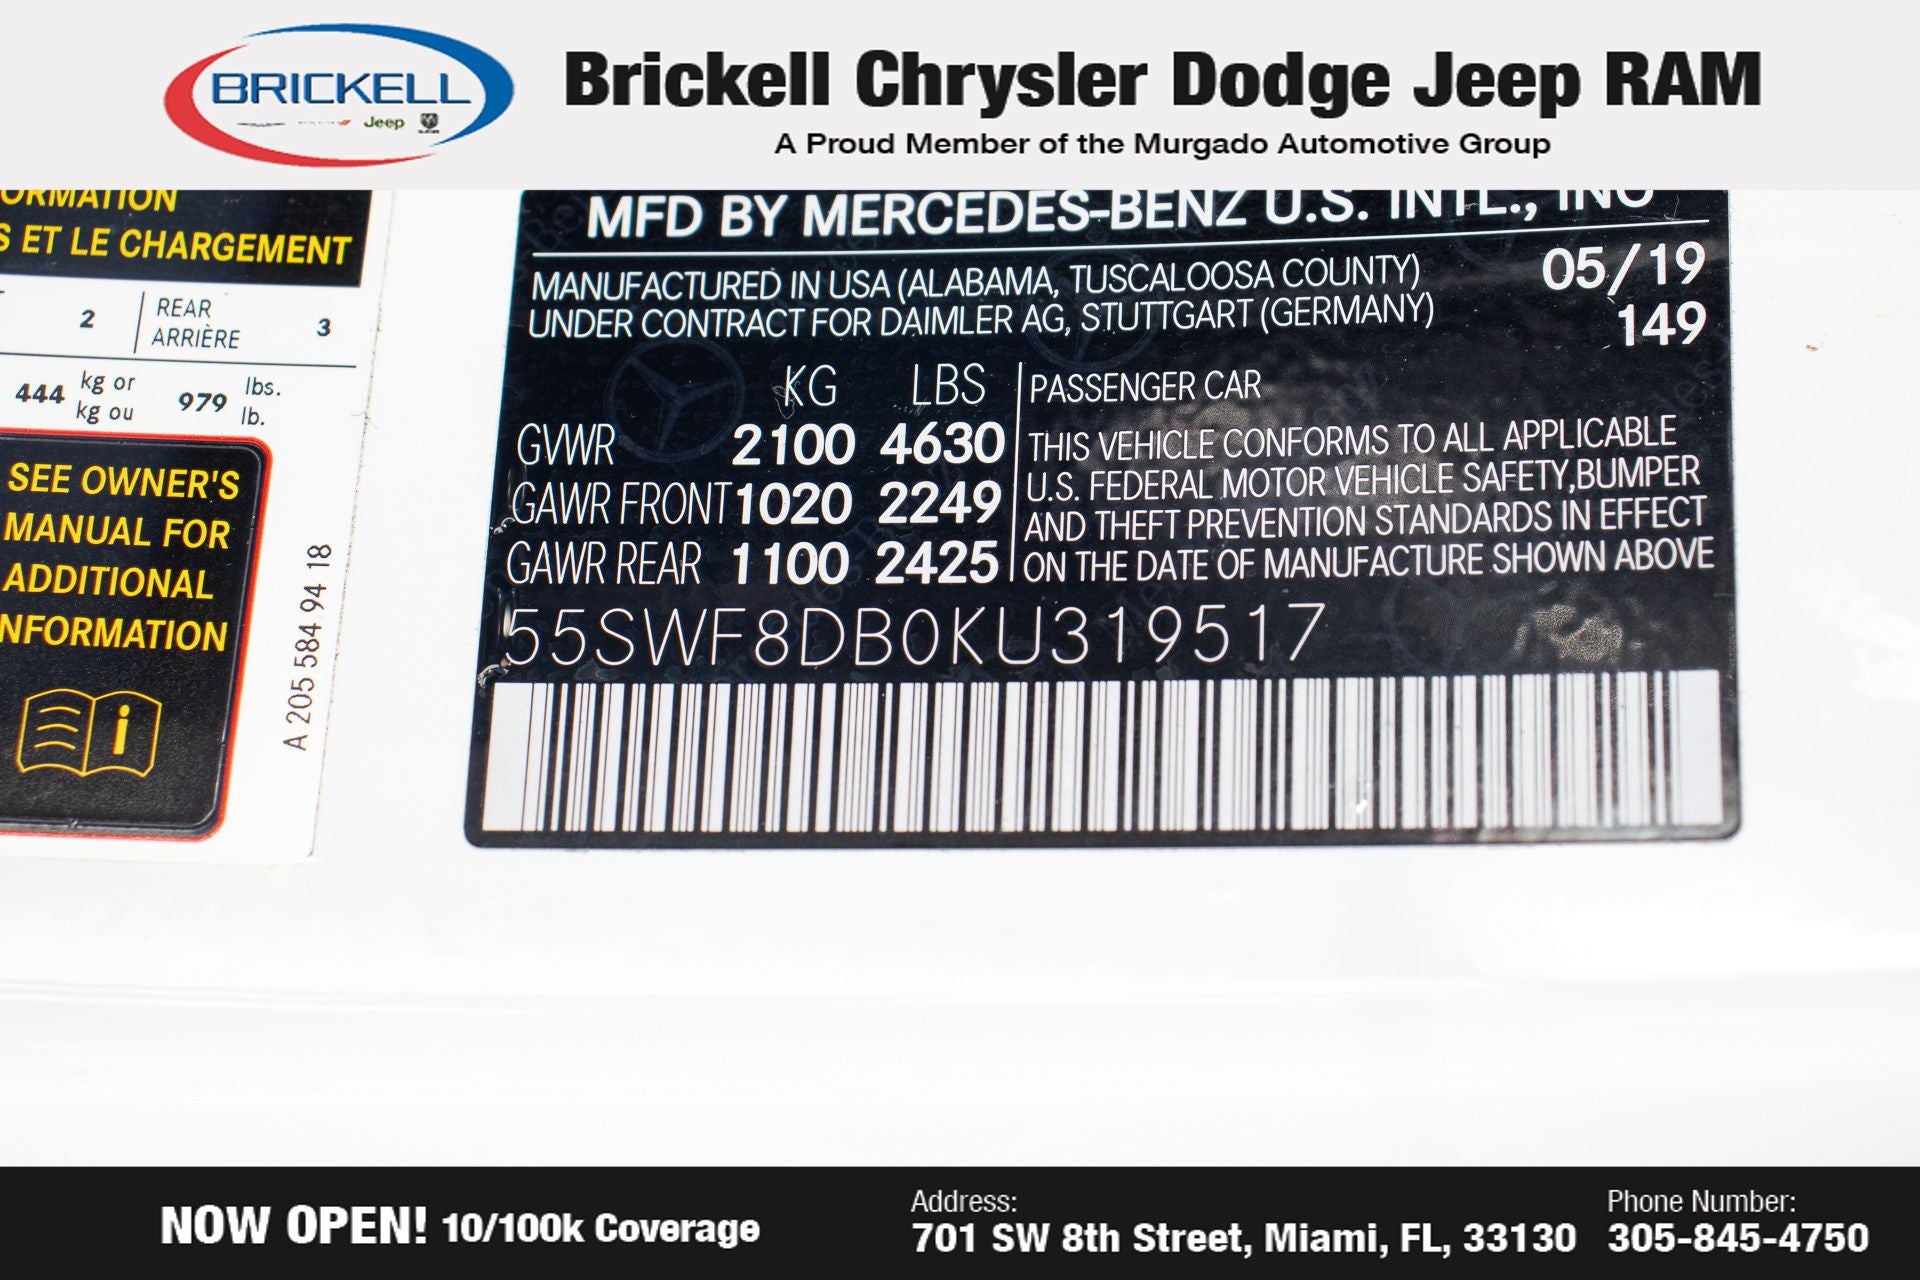 BRICKELL
Jeep
RAM
Brickell Chrysler Dodge Jeep RAM
A Proud Member of the Murgado Automotive Group
ET LE CHARGEMENT
2
REAR
ARRIÈRE
3
444 kg or
kg ou
979 lbs.
lb.
SEE OWNER'S
MANUAL FOR
ADDITIONAL
NFORMATION
A 205 584 94 18
MFD BY MERCEDES-BENZ U.S. INTL., INC
MANUFACTURED IN USA (ALABAMA, TUSCALOOSA COUNTY)
UNDER CONTRACT FOR DAIMLER AG, STUTTGART (GERMANY)
05/19
149
KG LBS
GVWR 2100 4630
GAWR FRONT 1020 2249
GAWR REAR 1100 2425
PASSENGER CAR
THIS VEHICLE CONFORMS TO ALL APPLICABLE
U.S. FEDERAL MOTOR VEHICLE SAFETY,BUMPER
AND THEFT PREVENTION STANDARDS IN EFFECT
ON THE DATE OF MANUFACTURE SHOWN ABOVE
55SWF8DB0KU319517
NOW OPEN! 10/100k Coverage
Address:
701 SW 8th Street, Miami, FL, 33130
Phone Number:
305-845-4750